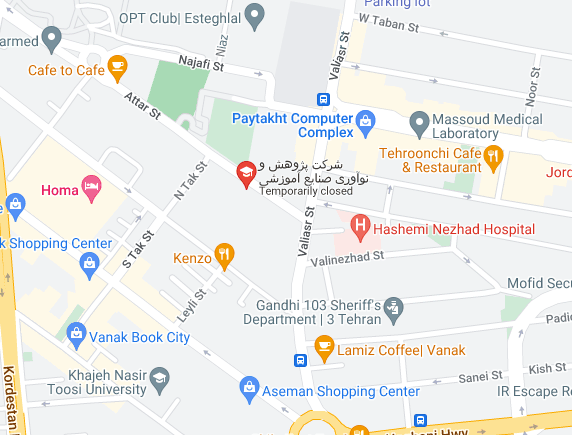 Parking lot
OPT Club| Esteghlal
W Taban St
armed
Niaz
Najafi St
Cafe to Cafe
Valiasr St
Noor St
Attar St
Paytakht Computer
Complex
Massoud Medical
Laboratory
Tehroonchi Cafe
& Restaurant
شرکت پژوهش و
نوآوری صنایع آموزشی
Temporarily closed
Jord
Homa
N Tak St
Valiasr St
Hashemi Nezhad Hospital
k Shopping Center
S Tak St
Kenzo
Valinezhad St
Leyli St
Mofid Secu
Gandhi 103 Sheriff's
Department | 3 Tehran
Padid
Vanak Book City
Lamiz Coffee| Vanak
Kordestan
Khajeh Nasir
Toosi University
Sanei St
Kish St
Aseman Shopping Center
IR Escape Re
Hwy